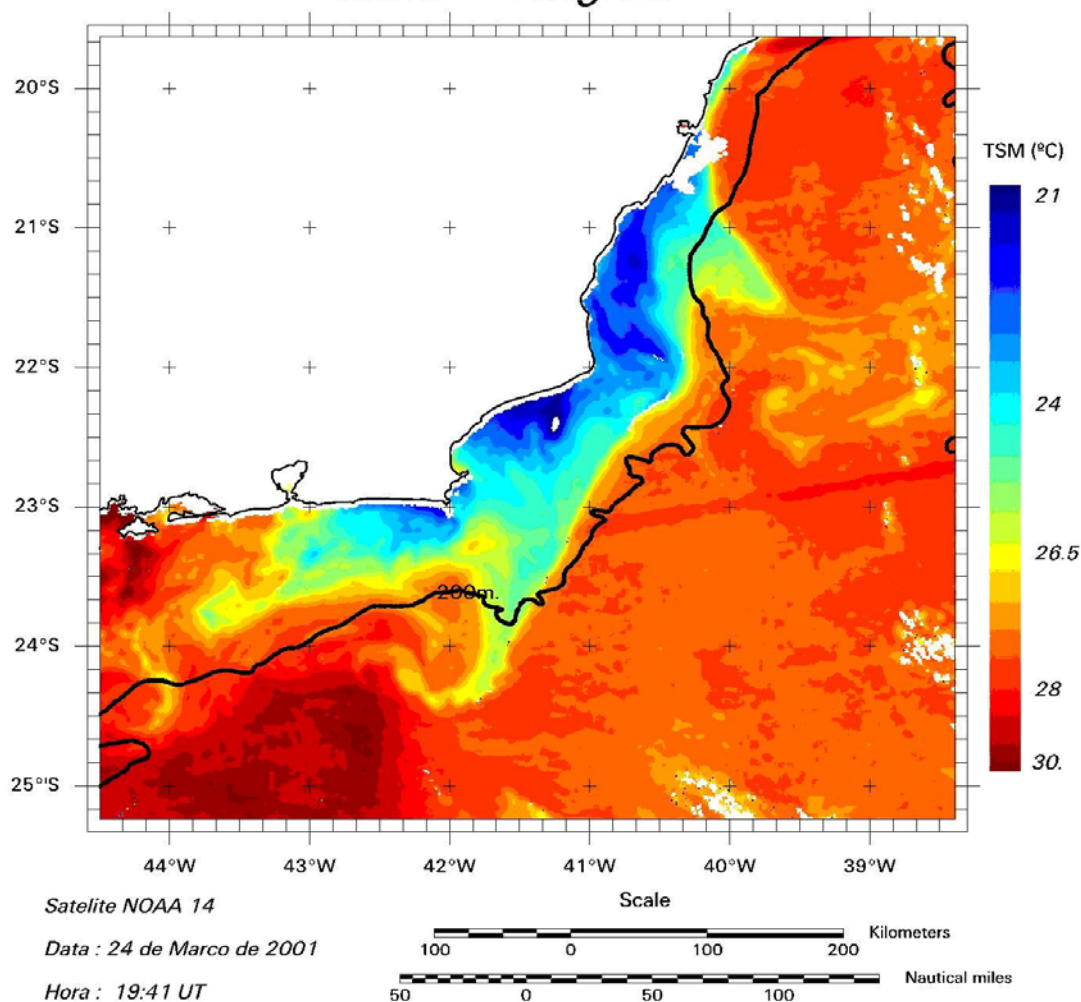 20°S
21°S
22°S
23°S
24°S
25°S
200m.
44°W 43°W 42°W 41°W 40°W 39°W
TSM (ºC)
21
24
26.5
28
30.
Satelite NOAA 14
Data : 24 de Marco de 2001
Hora : 19:41 UT
Scale
100 0 100 200 Kilometers
50 0 50 100 Nautical miles